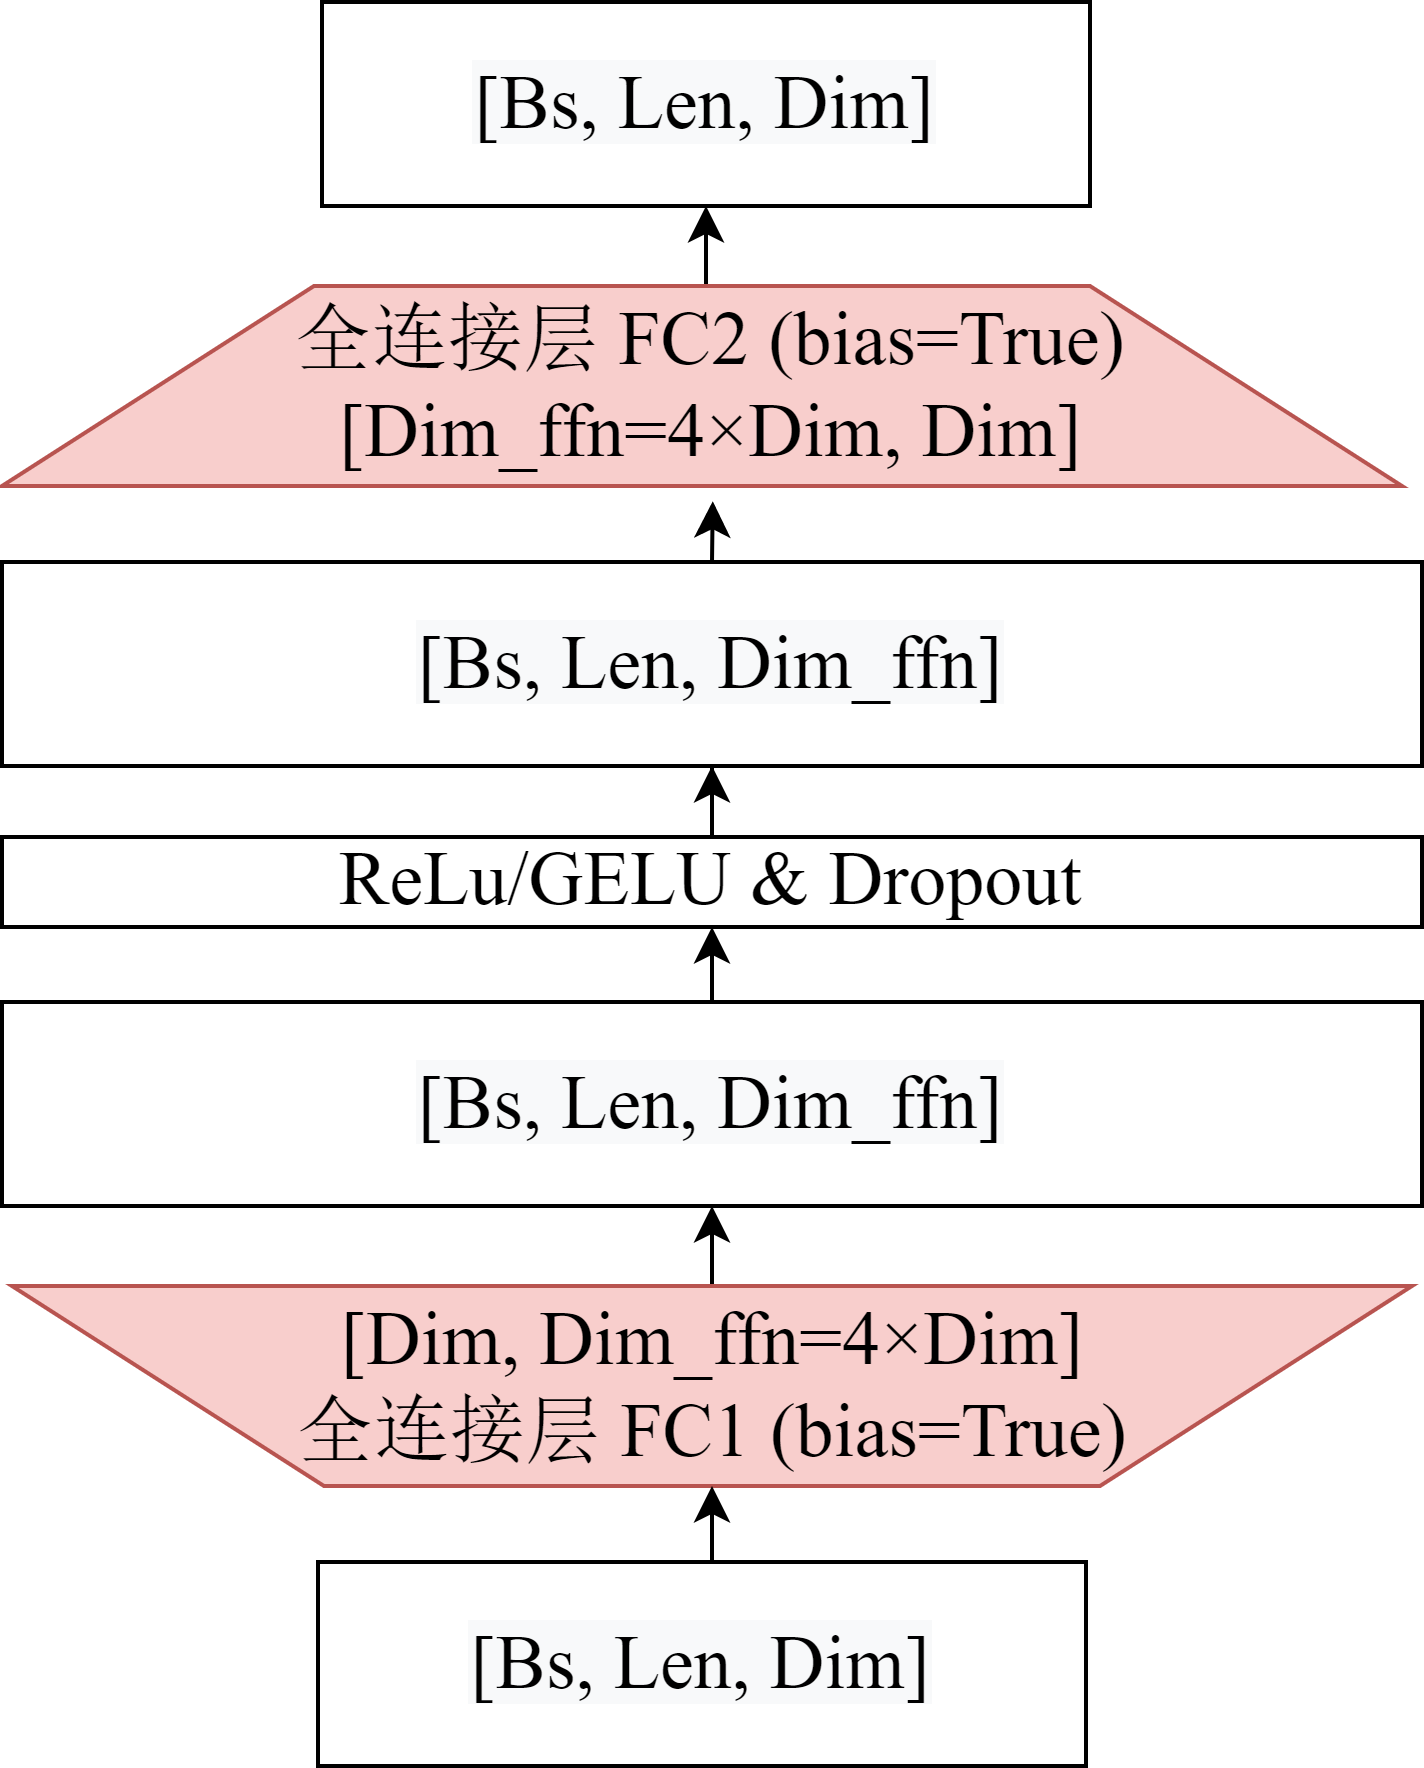 [Bs, Len, Dim]
全连接层 FC2 (bias=True)
[Dim_ffn=4×Dim, Dim]
[Bs, Len, Dim_ffn]
ReLu/GELU & Dropout
[Bs, Len, Dim_ffn]
[Dim, Dim_ffn=4×Dim]
全连接层 FC1 (bias=True)
[Bs, Len, Dim]